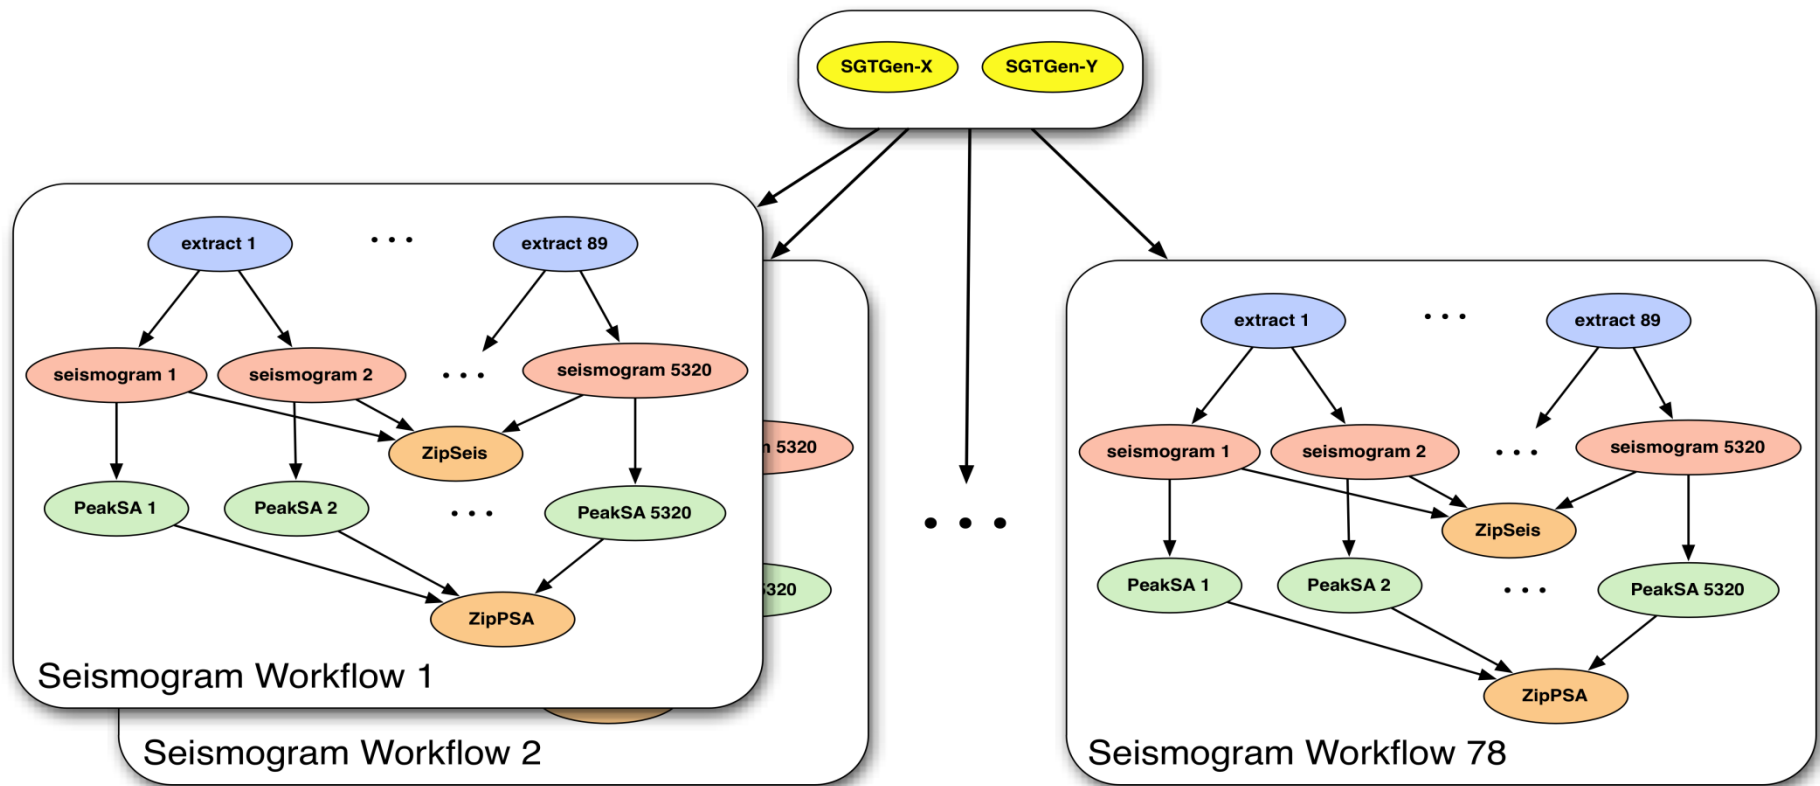 SGTGen-X SGTGen-Y
extract 1 ... extract 89
seismogram 1 seismogram 2 ... seismogram 5320
ZipSeis
PeakSA 1 PeakSA 2 ... PeakSA 5320
ZipPSA
Seismogram Workflow 1
5320
5320
Seismogram Workflow 2
...
extract 1 ... extract 89
seismogram 1 seismogram 2 ... seismogram 5320
ZipSeis
PeakSA 1 PeakSA 2 ... PeakSA 5320
ZipPSA
Seismogram Workflow 78